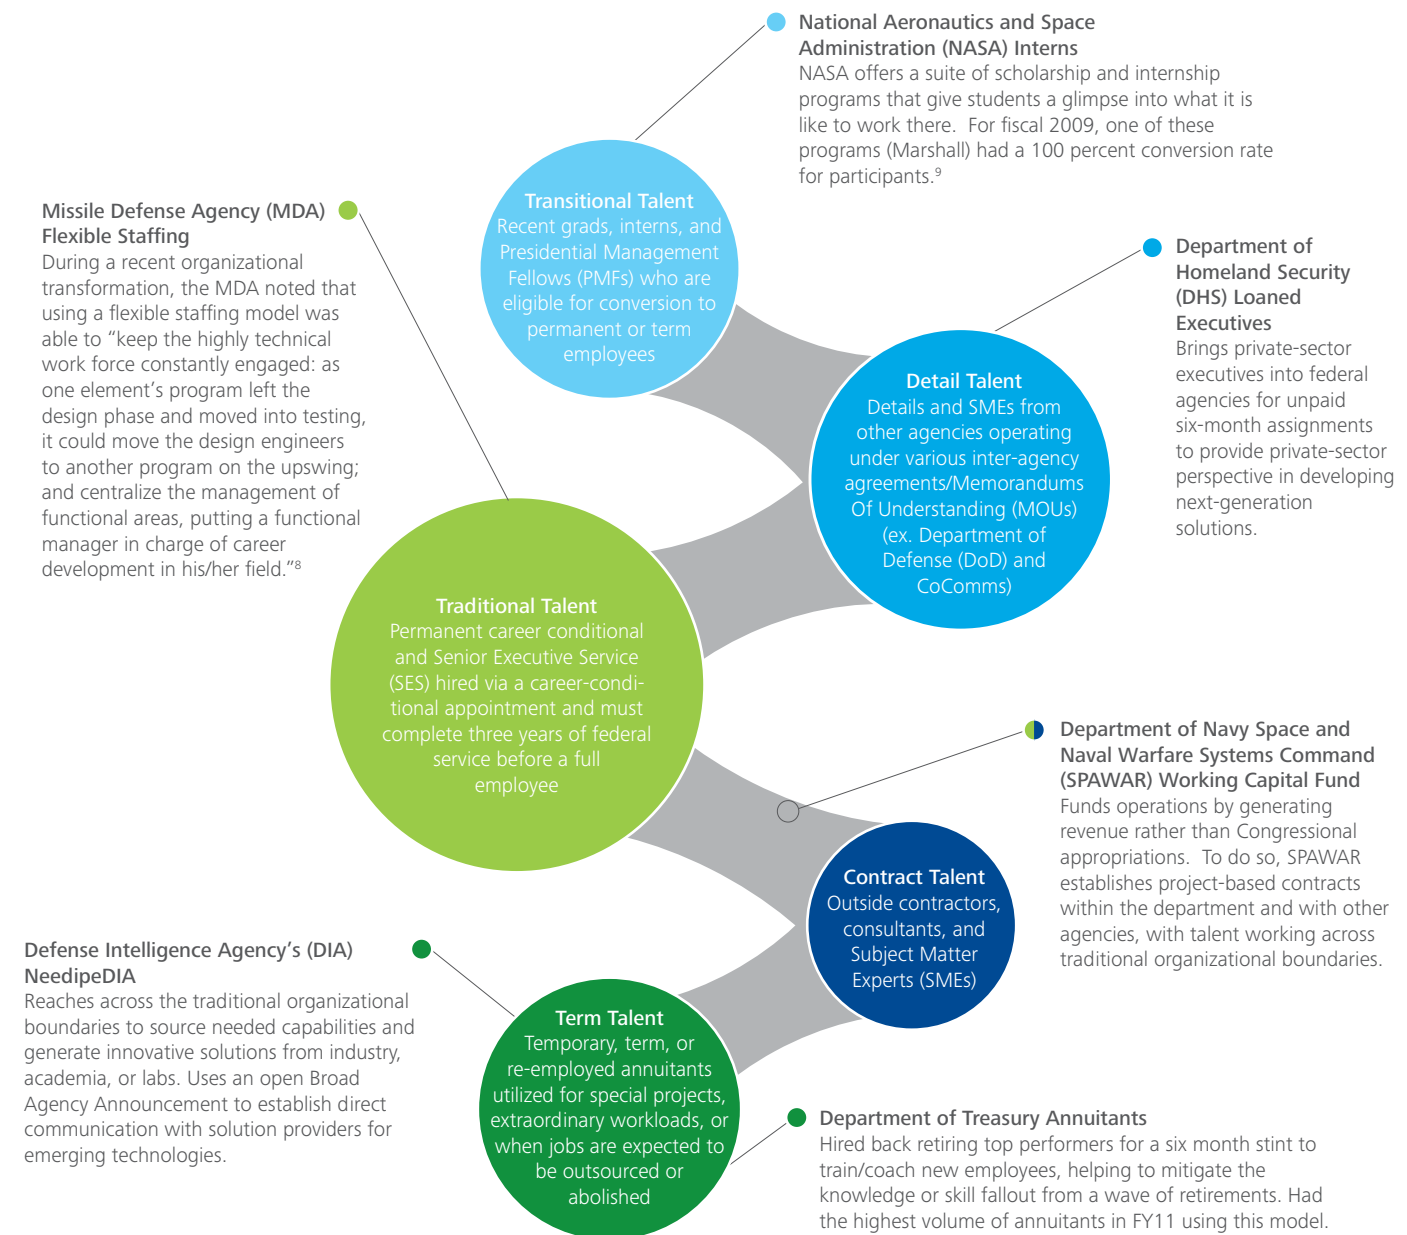 National Aeronautics and Space
Administration (NASA) Interns
NASA offers a suite of scholarship and internship
programs that give students a glimpse into what it is
like to work there.  For fiscal 2009, one of these
programs (Marshall) had a 100 percent conversion rate
for participants.⁹
Transitional Talent
Recent grads, interns, and
Presidential Management
Fellows (PMFs) who are
eligible for conversion to
permanent or term
employees
Missile Defense Agency (MDA)
Flexible Staffing
During a recent organizational
transformation, the MDA noted that
using a flexible staffing model was
able to “keep the highly technical
work force constantly engaged: as
one element’s program left the
design phase and moved into testing,
it could move the design engineers
to another program on the upswing;
and centralize the management of
functional areas, putting a functional
manager in charge of career
development in his/her field.”⁸
Department of
Homeland Security
(DHS) Loaned
Executives
Brings private-sector
executives into federal
agencies for unpaid
six-month assignments
to provide private-sector
perspective in developing
next-generation
solutions.
Detail Talent
Details and SMEs from
other agencies operating
under various inter-agency
agreements/Memorandums
Of Understanding (MOUs)
(ex. Department of
Defense (DoD) and
CoComms)
Traditional Talent
Permanent career conditional
and Senior Executive Service
(SES) hired via a career-condi-
tional appointment and must
complete three years of federal
service before a full
employee
Department of Navy Space and
Naval Warfare Systems Command
(SPAWAR) Working Capital Fund
Funds operations by generating
revenue rather than Congressional
appropriations.  To do so, SPAWAR
establishes project-based contracts
within the department and with other
agencies, with talent working across
traditional organizational boundaries.
Contract Talent
Outside contractors,
consultants, and
Subject Matter
Experts (SMEs)
Defense Intelligence Agency’s (DIA)
NeedipeDIA
Reaches across the traditional organizational
boundaries to source needed capabilities and
generate innovative solutions from industry,
academia, or labs. Uses an open Broad
Agency Announcement to establish direct
communication with solution providers for
emerging technologies.
Term Talent
Temporary, term, or
re-employed annuitants
utilized for special projects,
extraordinary workloads, or
when jobs are expected to
be outsourced or
abolished
Department of Treasury Annuitants
Hired back retiring top performers for a six month stint to
train/coach new employees, helping to mitigate the
knowledge or skill fallout from a wave of retirements. Had
the highest volume of annuitants in FY11 using this model.